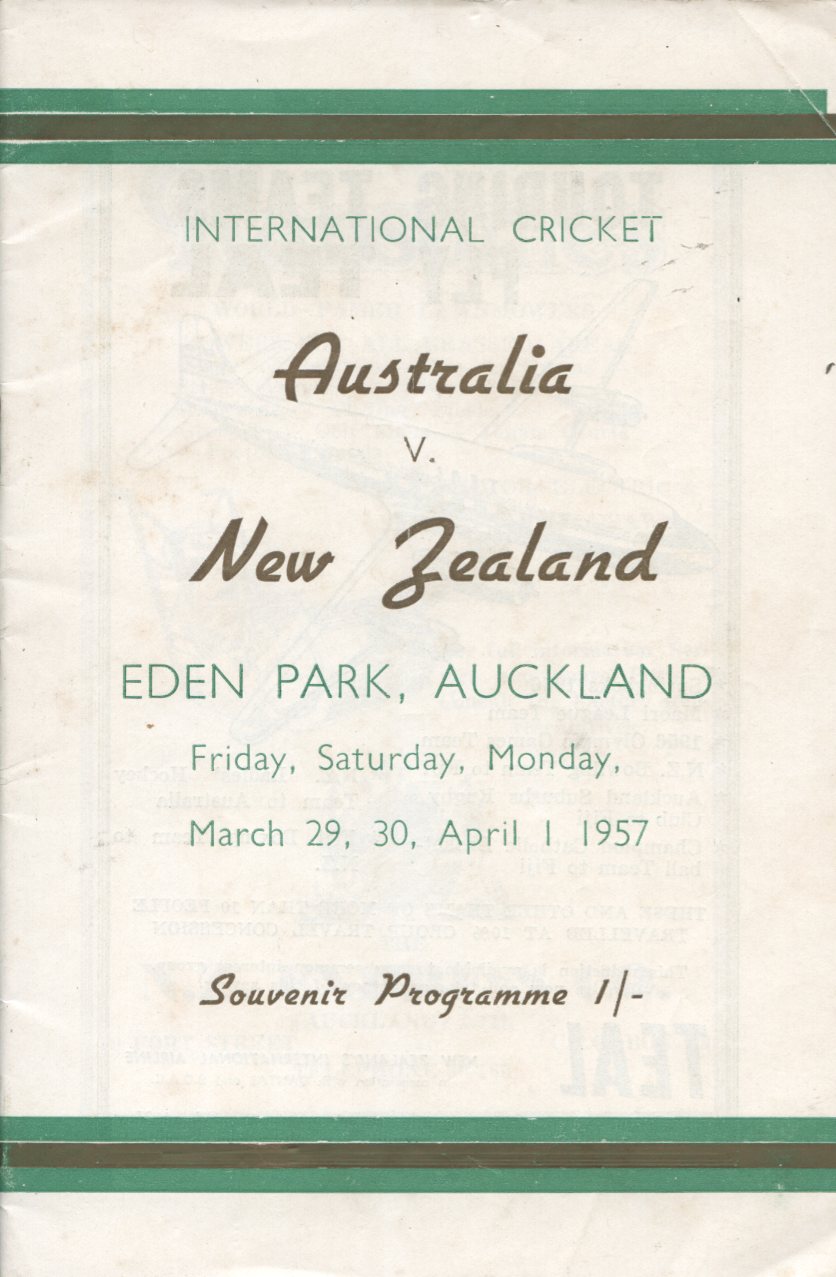 INTERNATIONAL CRICKET
Australia
V.
New Zealand
EDEN PARK, AUCKLAND
Friday, Saturday, Monday,
March 29, 30, April 1 1957
Souvenir Programme 1/-